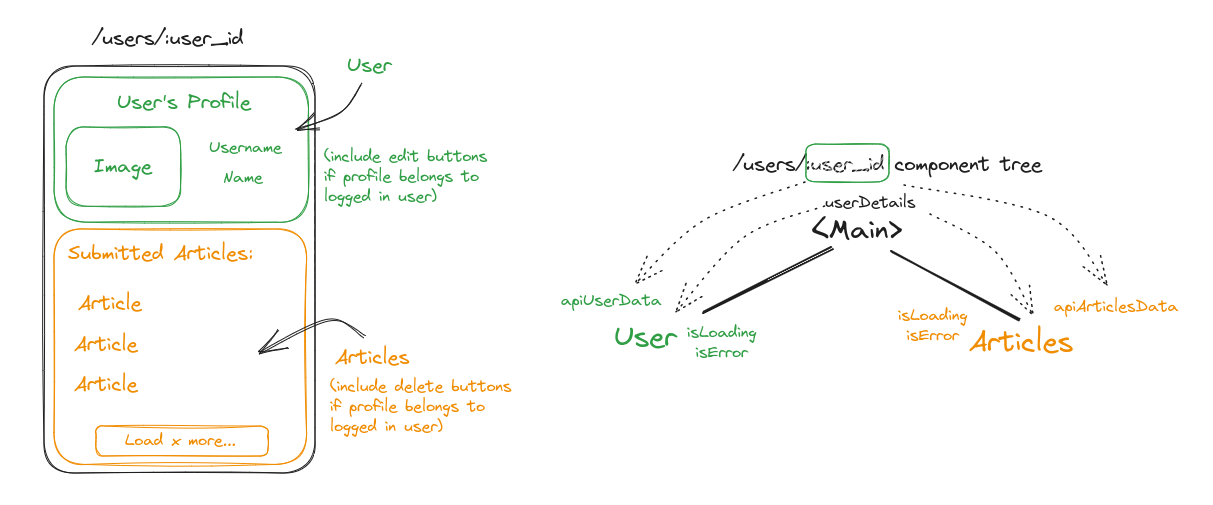 /users/:user_id
User
User's Profile
Image
Username
Name
(include edit buttons
if profile belongs to
logged in user)
Submitted Articles:
Article
Article
Article
Load x more...
Articles
(include delete buttons
if profile belongs to
logged in user)
/users/:user_id component tree
userDetails
<Main>
apiUserData
User
isLoading
isError
isLoading
isError
Articles
apiArticlesData